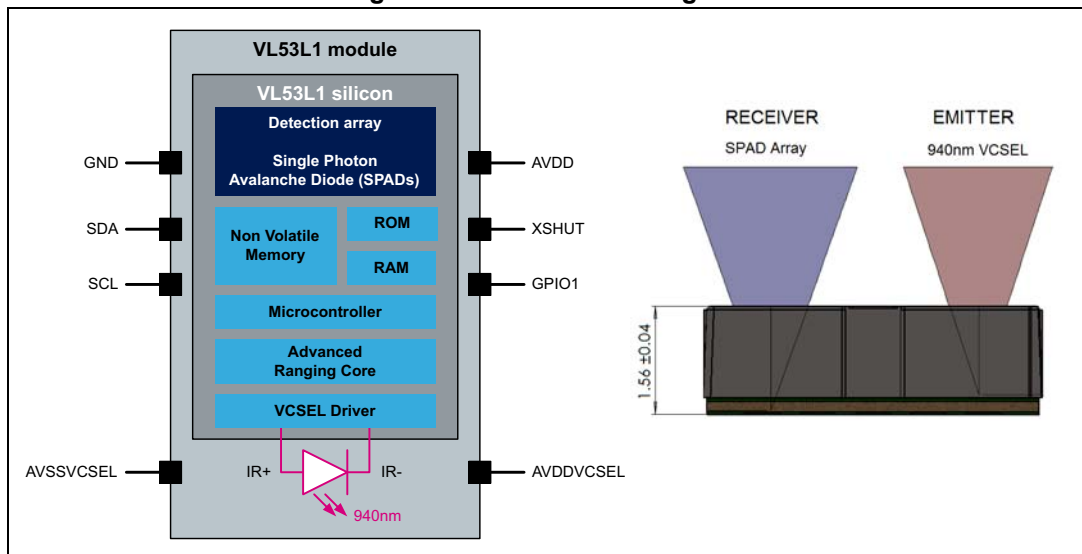 VL53L1 module
VL53L1 silicon
Detection array
Single Photon
Avalanche Diode (SPADs)
Non Volatile
Memory
ROM
RAM
Microcontroller
Advanced
Ranging Core
VCSEL Driver
GND
SDA
SCL
AVSSVCSEL
AVDD
XSHUT
GPIO1
AVDDVCSEL
IR+
IR-
940nm
RECEIVER
SPAD Array
EMITTER
940nm VCSEL
1.56 ±0.04